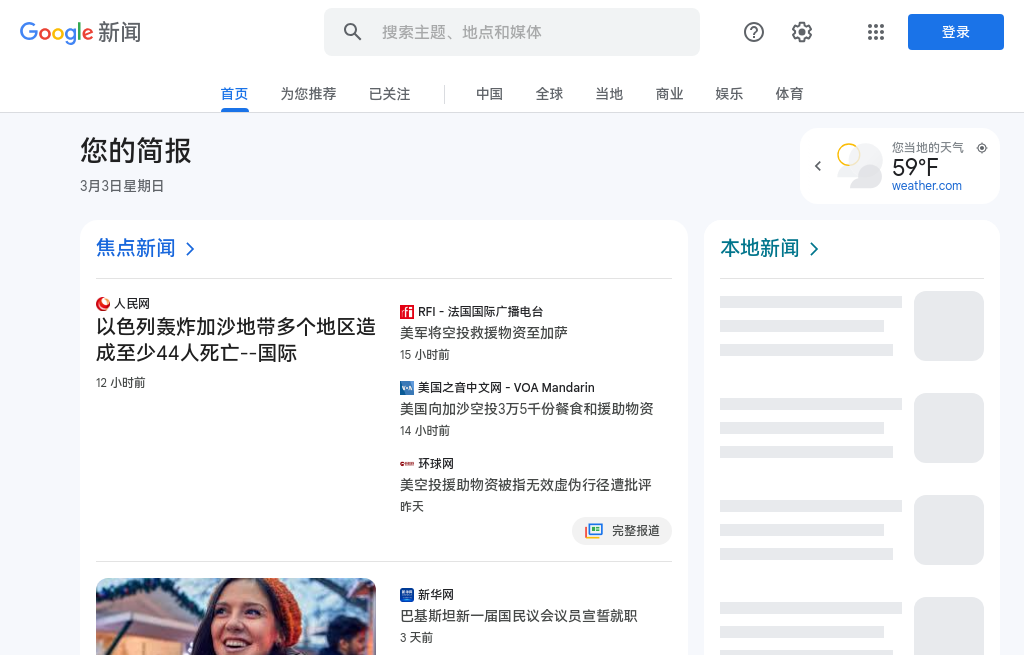 Google 新闻
搜索主题、地点和媒体
登录
首页
为您推荐
已关注
中国
全球
当地
商业
娱乐
体育
您的简报
3月3日星期日
您当地的天气
59°F
weather.com
焦点新闻
人民网
以色列轰炸加沙地带多个地区造
成至少44人死亡--国际
12 小时前
RFI - 法国国际广播电台
美军将空投救援物资至加萨
15 小时前
美国之音中文网 - VOA Mandarin
美国向加沙空投3万5千份餐食和援助物资
14 小时前
环球网
美空投援助物资被指无效虚伪行径遭批评
昨天
完整报道
新华网
巴基斯坦新一届国民议会议员宣誓就职
3 天前
本地新闻